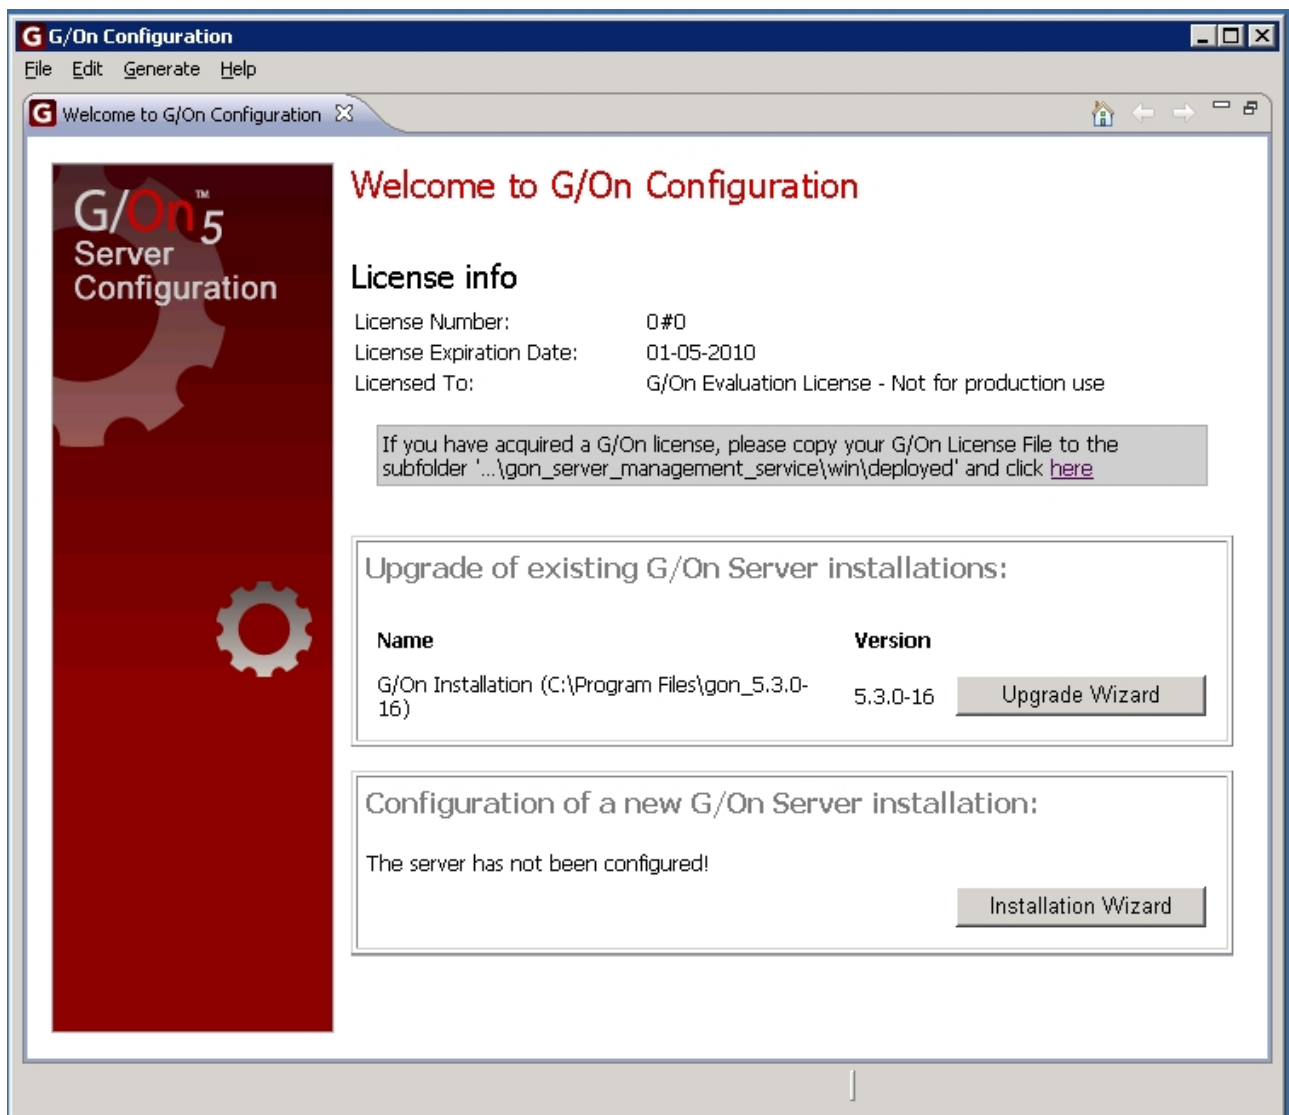 G G/On Configuration
File Edit Generate Help
G Welcome to G/On Configuration
G/On™5
Server
Configuration
Welcome to G/On Configuration
License info
License Number: 0#0
License Expiration Date: 01-05-2010
Licensed To: G/On Evaluation License - Not for production use
If you have acquired a G/On license, please copy your G/On License File to the
subfolder '...\gon_server_management_service\win\deployed' and click here
Upgrade of existing G/On Server installations:
Name Version
G/On Installation (C:\Program Files\gon_5.3.0-
16) 5.3.0-16 Upgrade Wizard
Configuration of a new G/On Server installation:
The server has not been configured!
Installation Wizard